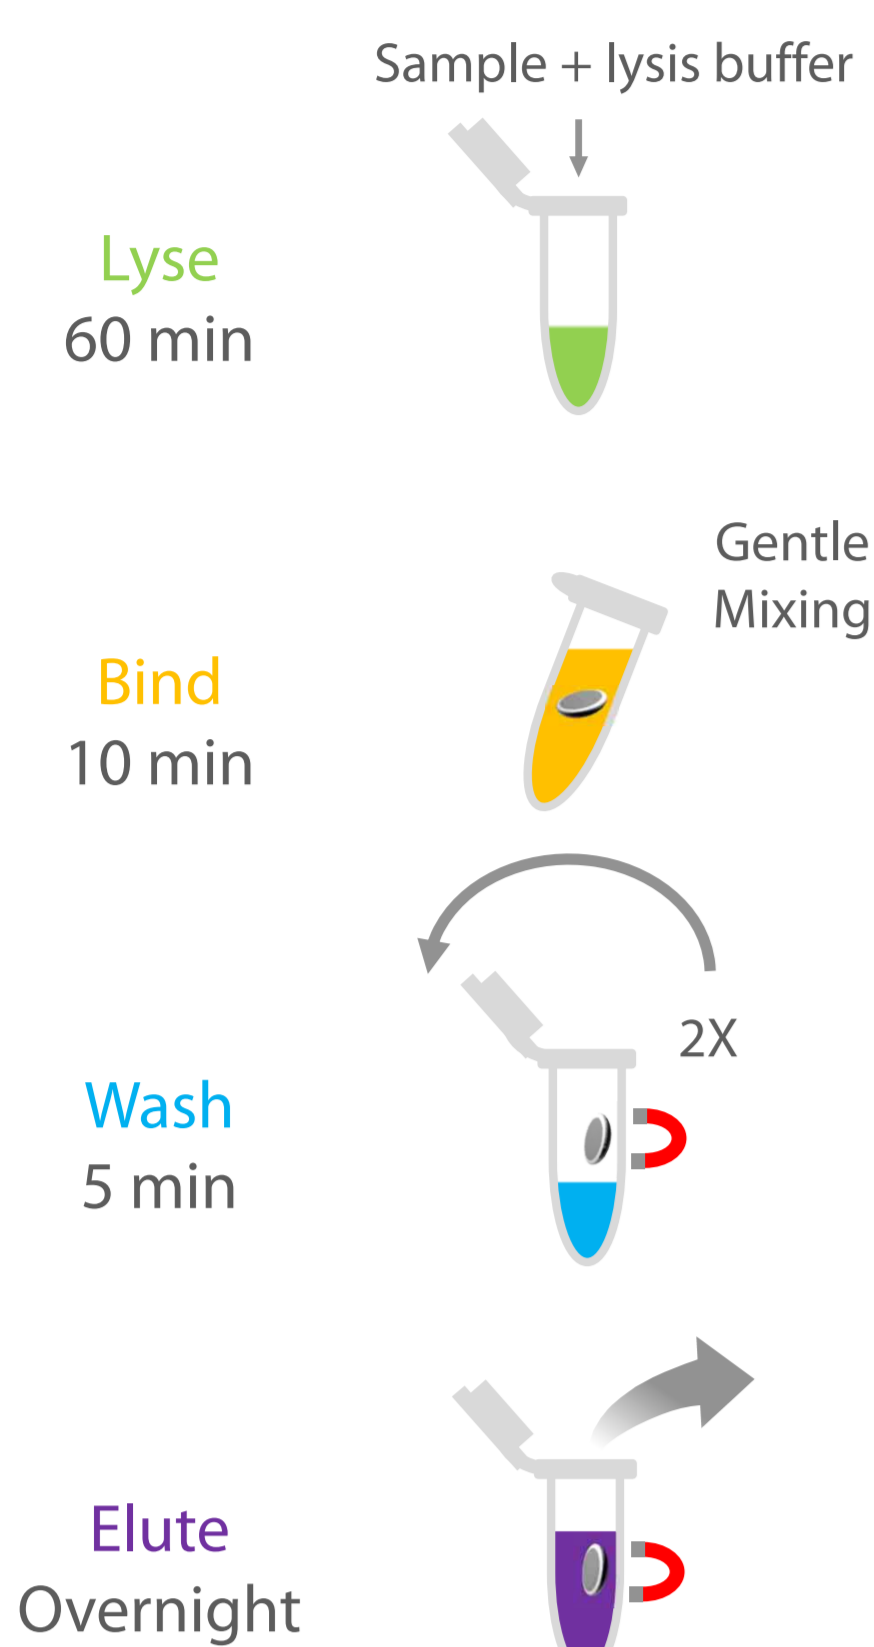 Sample + lysis buffer
Lyse
60 min
Gentle
Mixing
Bind
10 min
2X
Wash
5 min
Elute
Overnight